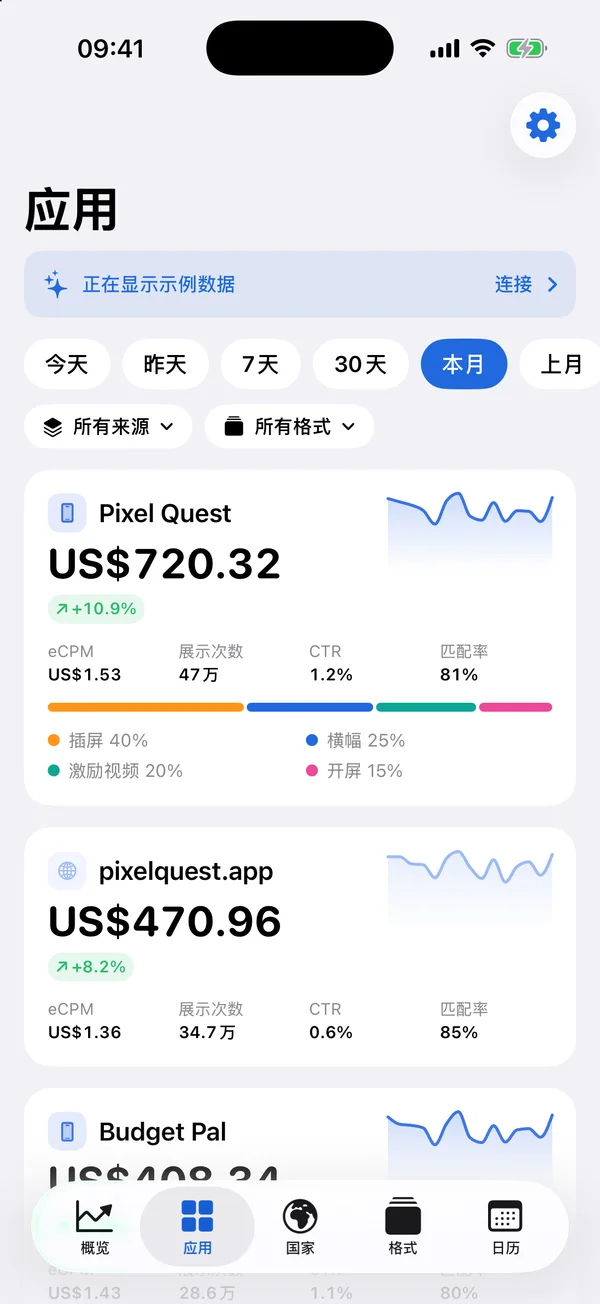 09:41
应用
正在显示示例数据 连接
今天 昨天 7天 30天 本月 上月
所有来源 所有格式
Pixel Quest
US$720.32
+10.9%
eCPM 展示次数 CTR 匹配率
US$1.53 47万 1.2% 81%
插屏 40% 横幅 25%
激励视频 20% 开屏 15%
pixelquest.app
US$470.96
+8.2%
eCPM 展示次数 CTR 匹配率
US$1.36 34.7万 0.6% 85%
Budget Pal
US$408.34
概览 应用 国家 格式 日历
US$1.43 28.6万 1.1% 80%